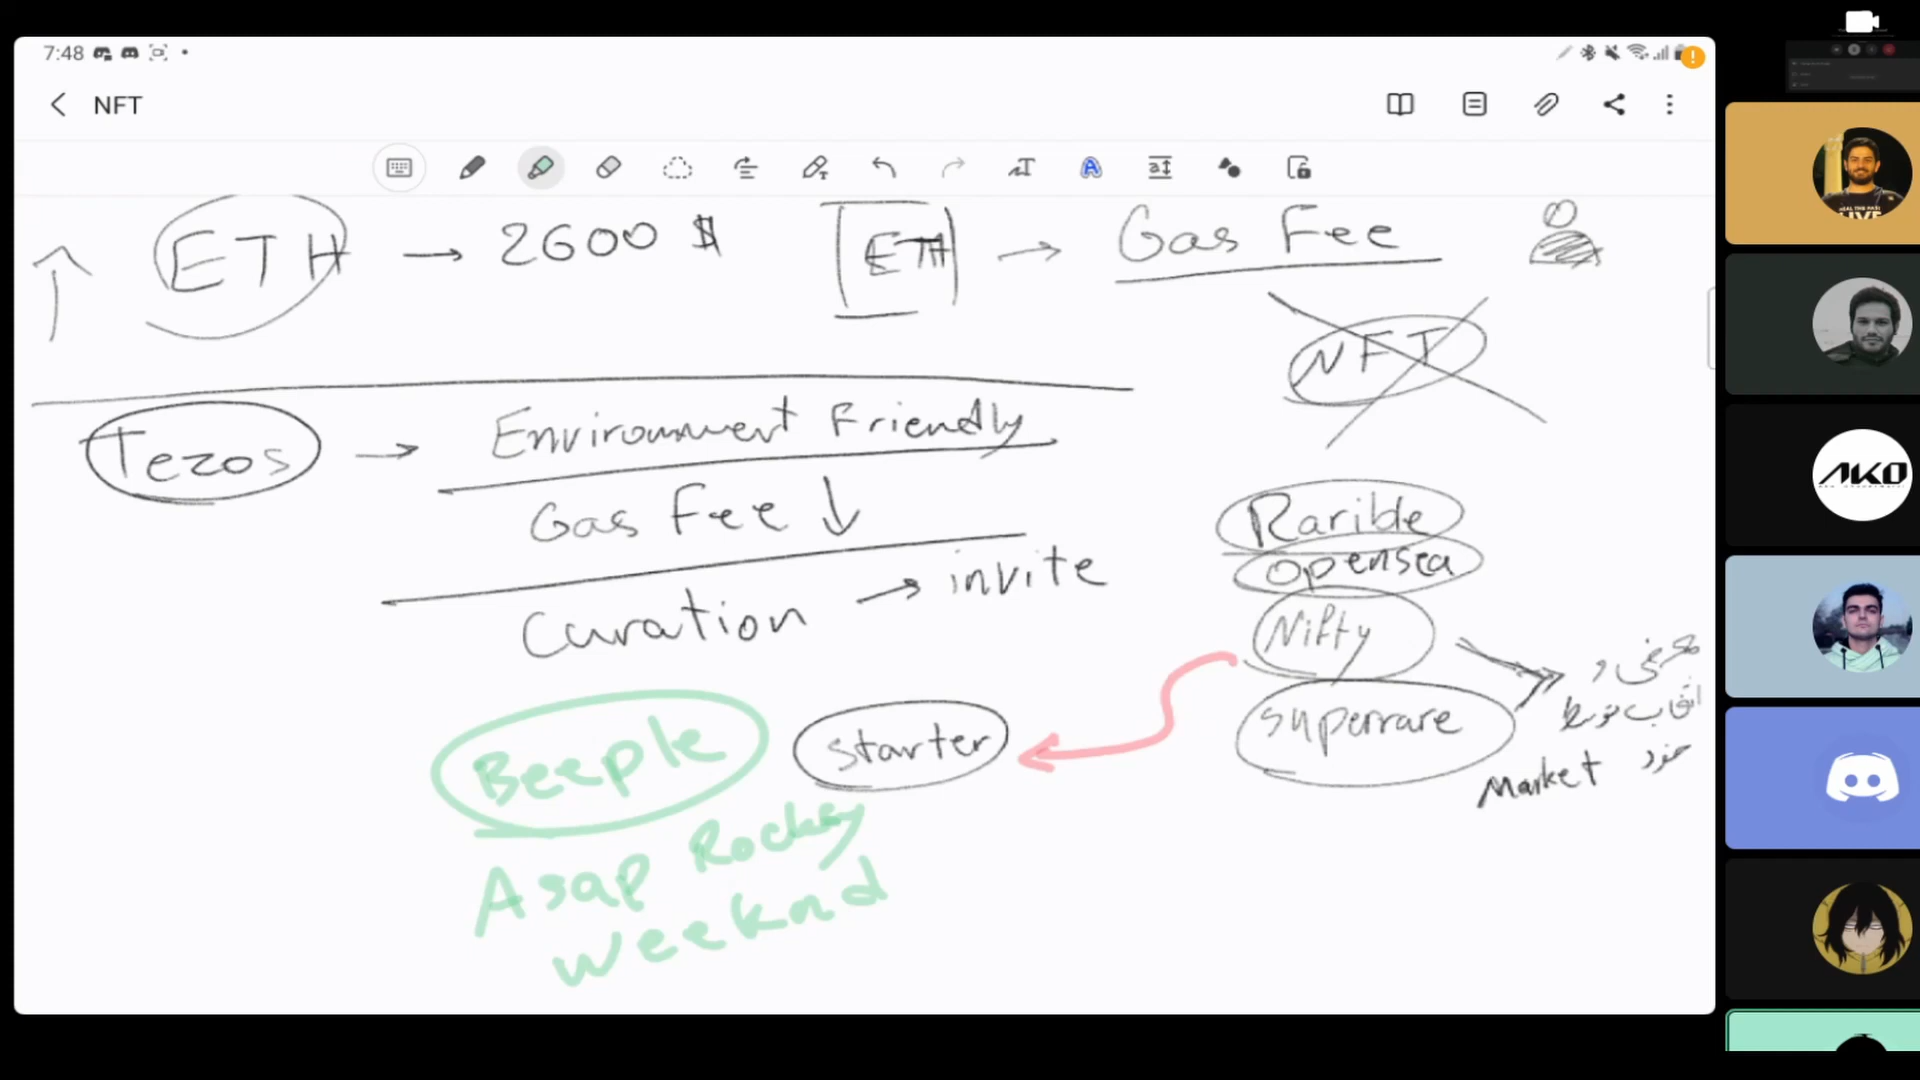 7:48
NFT
ETH → 2600 $
ETH → Gas Fee
NFT
Tezos → Environment Friendly
Gas Fee ↓
Curation → invite
Rarible
opensea
Nifty
superrare
معرفی و
انتخاب توسط
خود Market
starter
Beeple
Asap Rocky
Weeknd
AKO